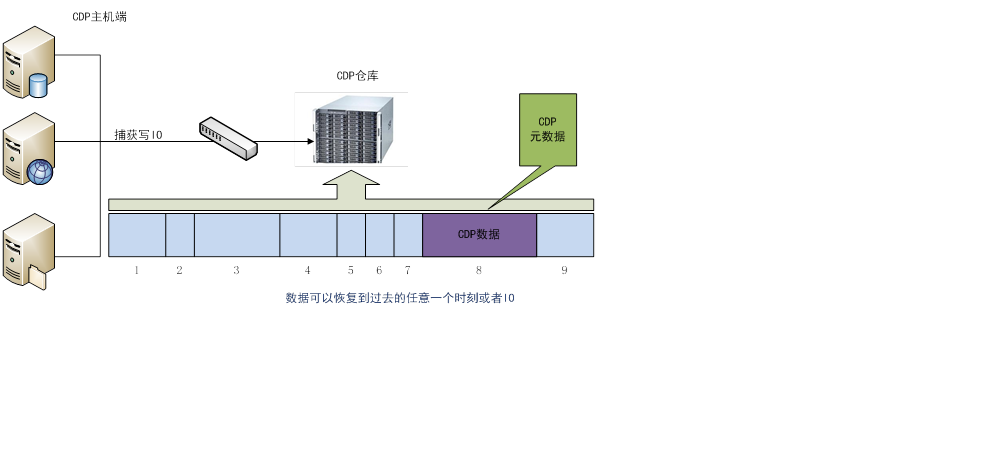 CDP主机端
CDP仓库
捕获写IO
CDP
元数据
CDP数据
1 2 3 4 5 6 7 8 9
数据可以恢复到过去的任意一个时刻或者IO